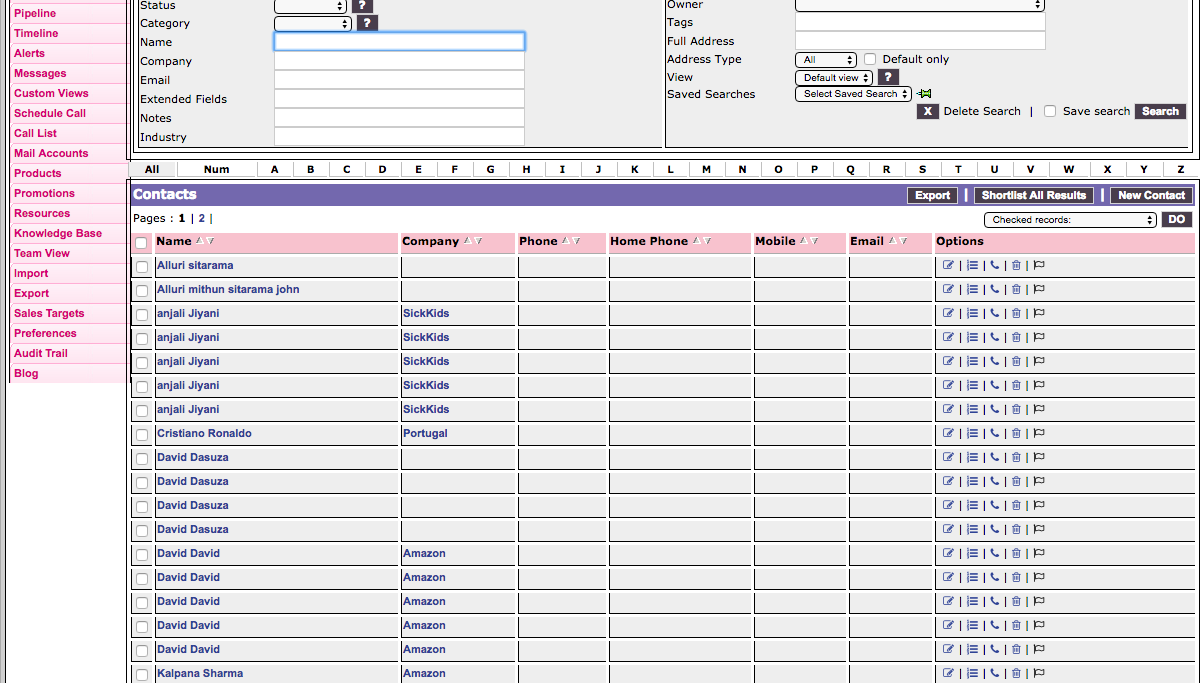 Pipeline
Timeline
Alerts
Messages
Custom Views
Schedule Call
Call List
Mail Accounts
Products
Promotions
Resources
Knowledge Base
Team View
Import
Export
Sales Targets
Preferences
Audit Trail
Blog
Status ?
Category ?
Name
Company
Email
Extended Fields
Notes
Industry
Owner
Tags
Full Address
Address Type All Default only
View Default view ?
Saved Searches Select Saved Search
X Delete Search | Save search Search
All Num A B C D E F G H I J K L M N O P Q R S T U V W X Y Z
Contacts Export | Shortlist All Results | New Contact
Pages : 1 | 2 | Checked records: DO
Name Company Phone Home Phone Mobile Email Options
Alluri sitarama
Alluri mithun sitarama john
anjali Jiyani SickKids
anjali Jiyani SickKids
anjali Jiyani SickKids
anjali Jiyani SickKids
anjali Jiyani SickKids
Cristiano Ronaldo Portugal
David Dasuza
David Dasuza
David Dasuza
David Dasuza
David David Amazon
David David Amazon
David David Amazon
David David Amazon
David David Amazon
Kalpana Sharma Amazon